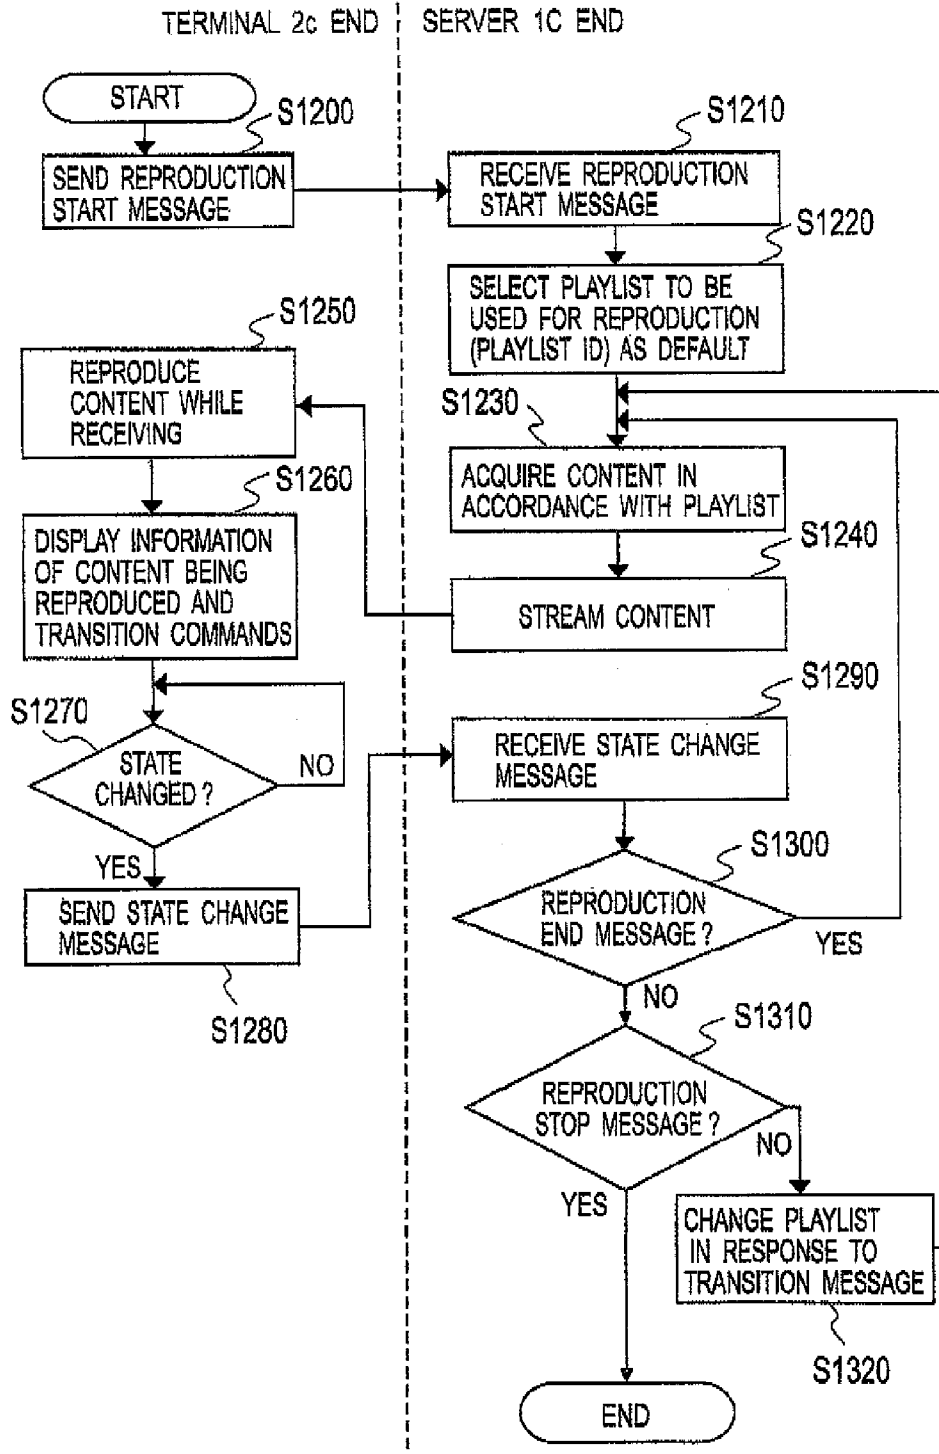 TERMINAL 2c END
SERVER 1C END
START
S1200
SEND REPRODUCTION
START MESSAGE
S1210
RECEIVE REPRODUCTION
START MESSAGE
S1220
SELECT PLAYLIST TO BE
USED FOR REPRODUCTION
(PLAYLIST ID) AS DEFAULT
S1230
ACQUIRE CONTENT IN
ACCORDANCE WITH PLAYLIST
S1240
STREAM CONTENT
S1250
REPRODUCE
CONTENT WHILE
RECEIVING
S1260
DISPLAY INFORMATION
OF CONTENT BEING
REPRODUCED AND
TRANSITION COMMANDS
S1270
STATE
CHANGED ?
NO
YES
SEND STATE CHANGE
MESSAGE
S1280
S1290
RECEIVE STATE CHANGE
MESSAGE
S1300
REPRODUCTION
END MESSAGE ?
YES
NO
S1310
REPRODUCTION
STOP MESSAGE ?
NO
YES
CHANGE PLAYLIST
IN RESPONSE TO
TRANSITION MESSAGE
S1320
END